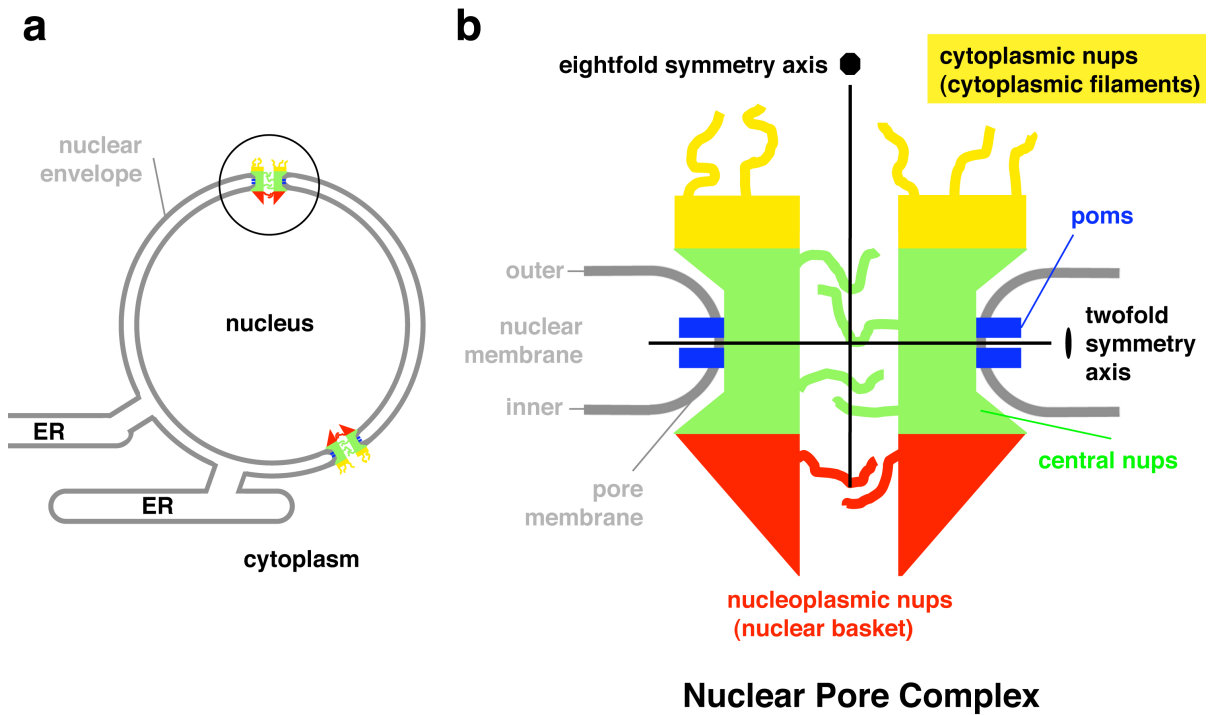 a
nuclear
envelope
nucleus
ER
ER
cytoplasm
b
eightfold symmetry axis
cytoplasmic nups
(cytoplasmic filaments)
poms
outer
nuclear
membrane
inner
twofold
symmetry
axis
central nups
pore
membrane
nucleoplasmic nups
(nuclear basket)
Nuclear Pore Complex